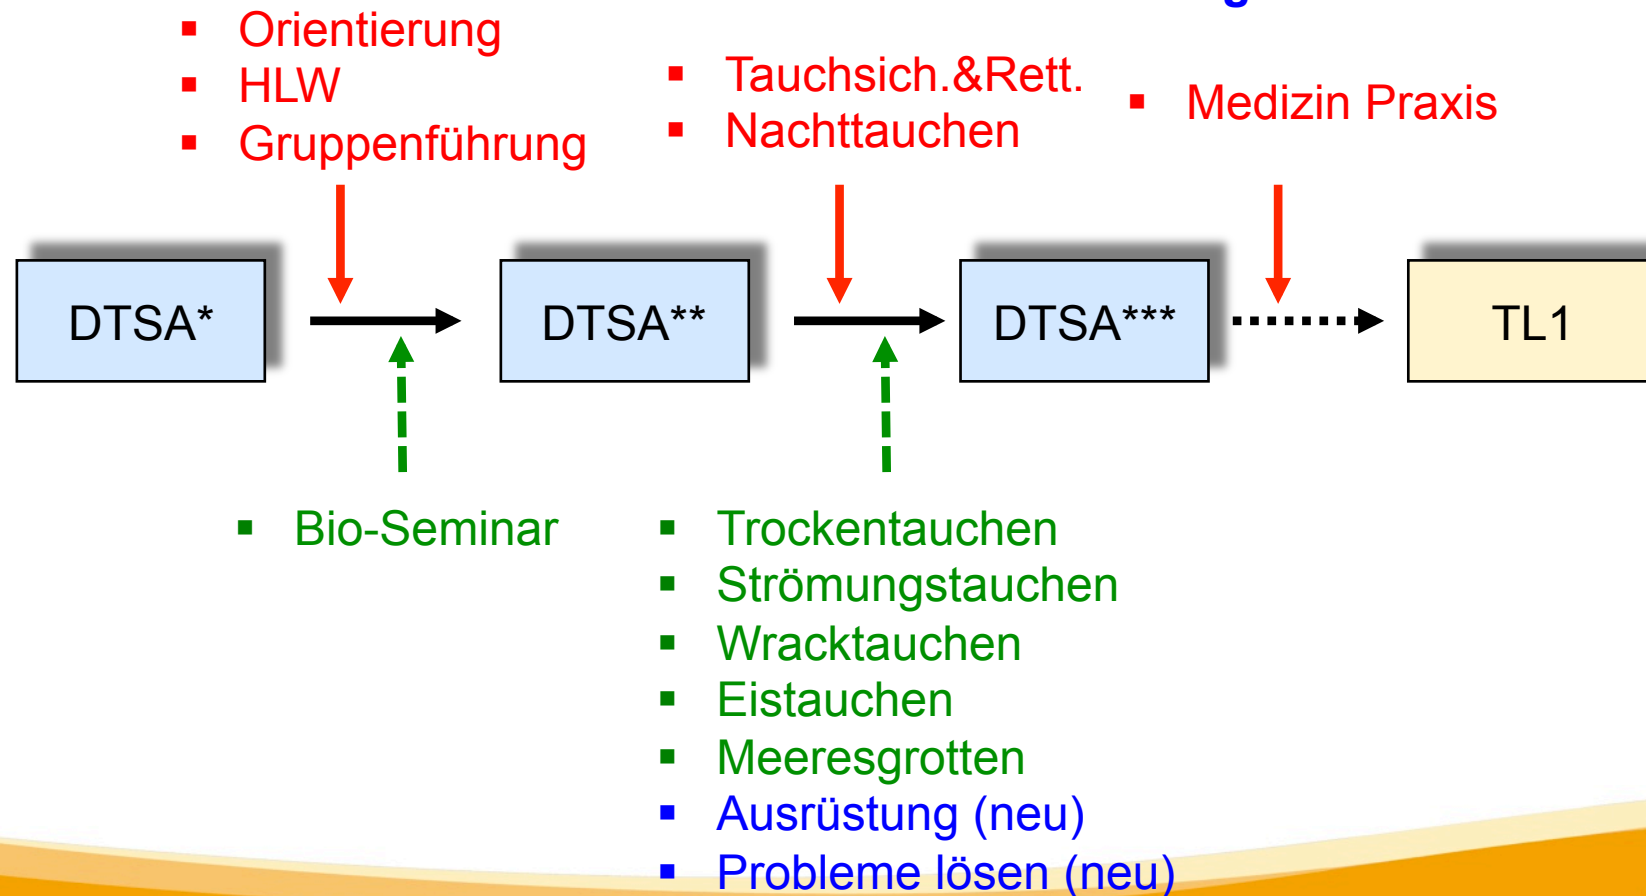 Orientierung
HLW
Gruppenführung
Tauchsich.&Rett.
Nachttauchen
Medizin Praxis
DTSA*
DTSA**
DTSA***
TL1
Bio-Seminar
Trockentauchen
Strömungstauchen
Wracktauchen
Eistauchen
Meeresgrotten
Ausrüstung (neu)
Probleme lösen (neu)